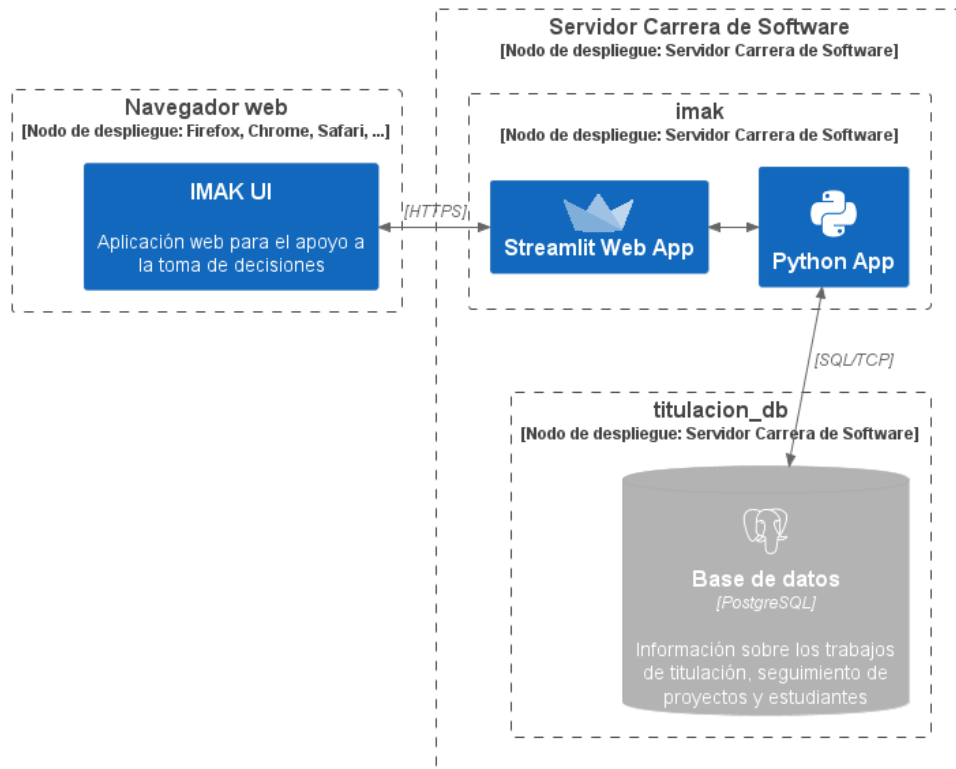 Servidor Carrera de Software
[Nodo de despliegue: Servidor Carrera de Software]
Navegador web
[Nodo de despliegue: Firefox, Chrome, Safari, ...]
IMAK UI
Aplicación web para el apoyo a
la toma de decisiones
[HTTPS]
imak
[Nodo de despliegue: Servidor Carrera de Software]
Streamlit Web App
Python App
[SQL/TCP]
titulacion_db
[Nodo de despliegue: Servidor Carrera de Software]
Base de datos
[PostgreSQL]
Información sobre los trabajos
de titulación, seguimiento de
proyectos y estudiantes